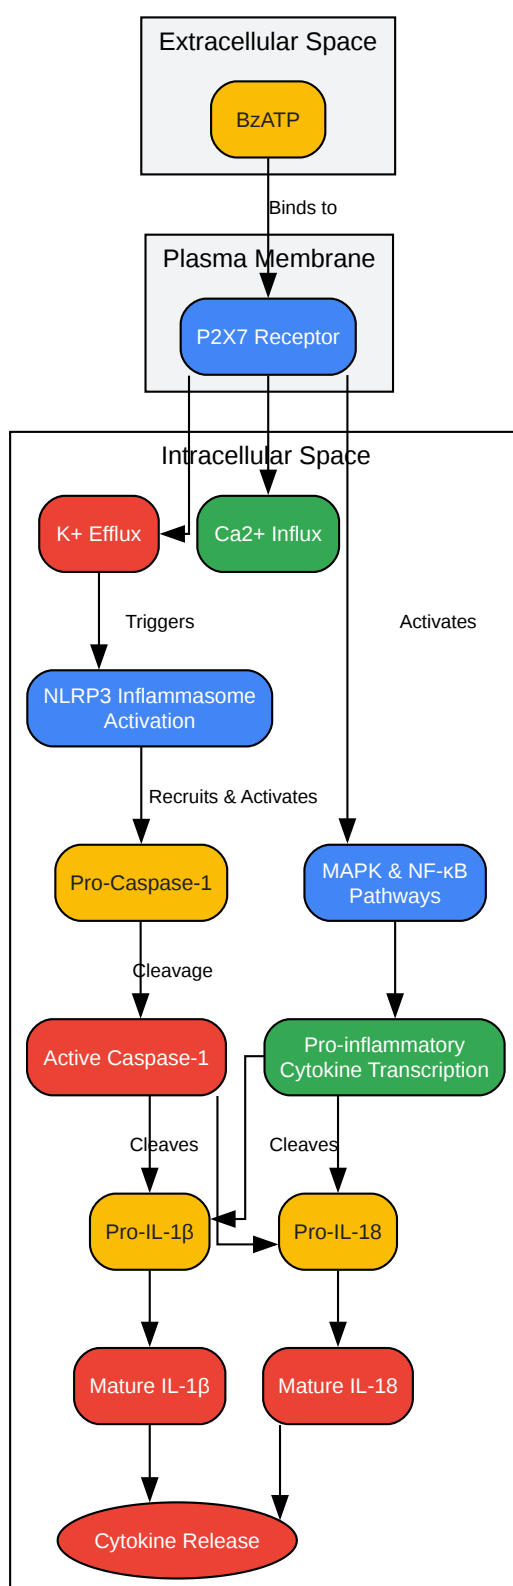 Extracellular Space
BzATP
Binds to
Plasma Membrane
P2X7 Receptor
Intracellular Space
K+ Efflux
Ca2+ Influx
Triggers
Activates
NLRP3 Inflammasome
Activation
Recruits & Activates
Pro-Caspase-1
MAPK & NF-κB
Pathways
Cleavage
Active Caspase-1
Pro-inflammatory
Cytokine Transcription
Cleaves
Cleaves
Pro-IL-1β
Pro-IL-18
Mature IL-1β
Mature IL-18
Cytokine Release